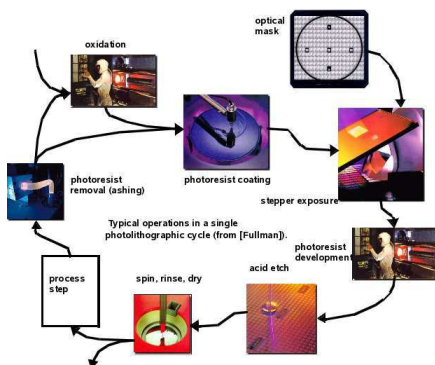 oxidation
optical
mask
photoresist
removal (ashing)
photoresist coating
stepper exposure
Typical operations in a single
photolithographic cycle (from [Fullman]).
photoresist
development
process
step
spin, rinse, dry
acid etch